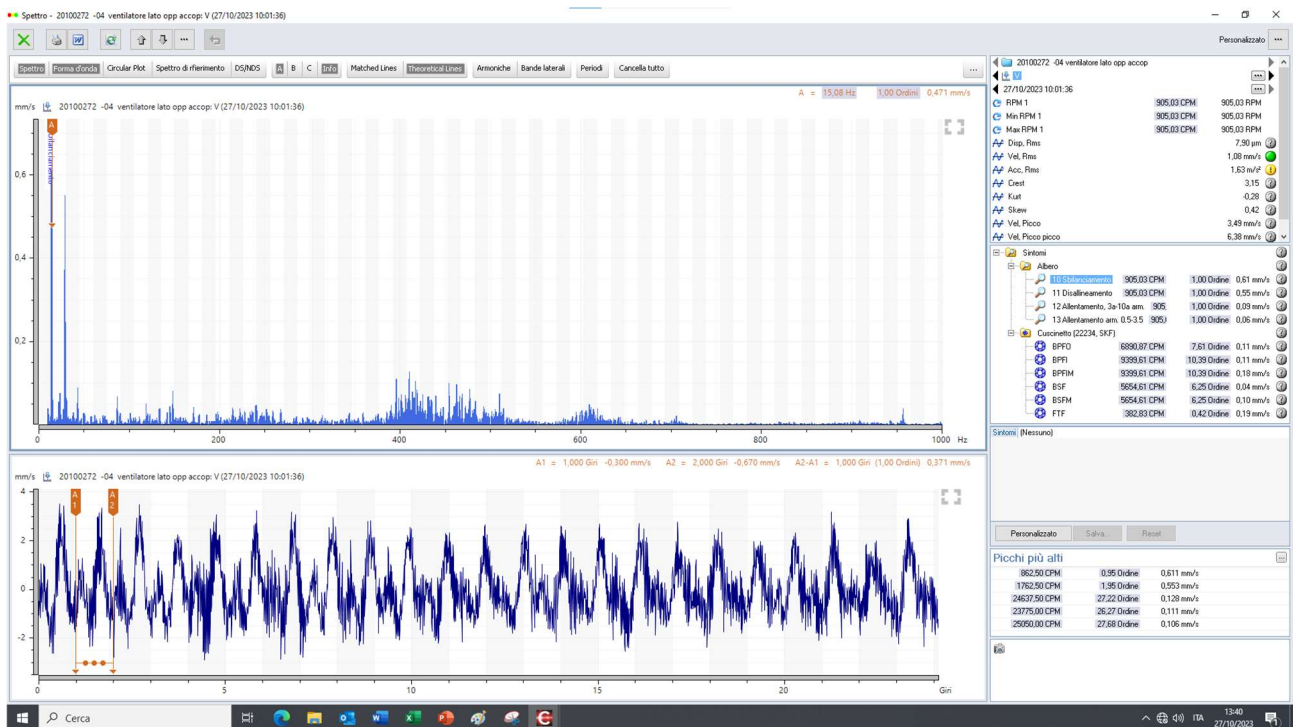 Spettro - 20100272 -04 ventilatore lato opp accop: V (27/10/2023 10:01:36)
Personalizzato
Spettro Forma d'onda Circular Plot Spettro di riferimento DS/NDS A B C Info Matched Lines Theoretical Lines Armoniche Bande laterali Periodi Cancella tutto
A = 15,08 Hz 1,00 Ordini 0,471 mm/s
mm/s 20100272 -04 ventilatore lato opp accop: V (27/10/2023 10:01:36)
A
0,6
0,4
0,2
0 200 400 600 800 1000 Hz
A1 = 1,000 Giri -0,300 mm/s A2 = 2,000 Giri -0,670 mm/s A2-A1 = 1,000 Giri (1,00 Ordini) 0,371 mm/s
mm/s 20100272 -04 ventilatore lato opp accop: V (27/10/2023 10:01:36)
A 1 A 2
4
2
0
-2
0 5 10 15 20 Giri
20100272 -04 ventilatore lato opp accop
V
27/10/2023 10:01:36
RPM 1 905,03 CPM 905,03 RPM
Min RPM 1 905,03 CPM 905,03 RPM
Max RPM 1 905,03 CPM 905,03 RPM
Disp, Rms 7,90 µm
Vel, Rms 1,08 mm/s
Acc, Rms 1,63 m/s²
Crest 3,15
Kurt -0,28
Skew 0,42
Vel, Picco 3,49 mm/s
Vel, Picco picco 6,38 mm/s
Sintomi
Albero
10 Sbilanciamento 905,03 CPM 1,00 Ordine 0,61 mm/s
11 Disallineamento 905,03 CPM 1,00 Ordine 0,55 mm/s
12 Allentamento, 3a-10a arm. 905, 1,00 Ordine 0,09 mm/s
13 Allentamento arm. 0.5-3.5 905,0 1,00 Ordine 0,06 mm/s
Cuscinetto (22234, SKF)
BPFO 6890,87 CPM 7,61 Ordine 0,11 mm/s
BPFI 9399,61 CPM 10,39 Ordine 0,11 mm/s
BPFIM 9399,61 CPM 10,39 Ordine 0,18 mm/s
BSF 5654,61 CPM 6,25 Ordine 0,04 mm/s
BSFM 5654,61 CPM 6,25 Ordine 0,10 mm/s
FTF 382,83 CPM 0,42 Ordine 0,19 mm/s
Sintomi (Nessuno)
Personalizzato Salva... Reset
Picchi più alti
862,50 CPM 0,95 Ordine 0,611 mm/s
1762,50 CPM 1,95 Ordine 0,553 mm/s
24637,50 CPM 27,22 Ordine 0,128 mm/s
23775,00 CPM 26,27 Ordine 0,111 mm/s
25050,00 CPM 27,68 Ordine 0,106 mm/s
Cerca
ITA
13:40
27/10/2023